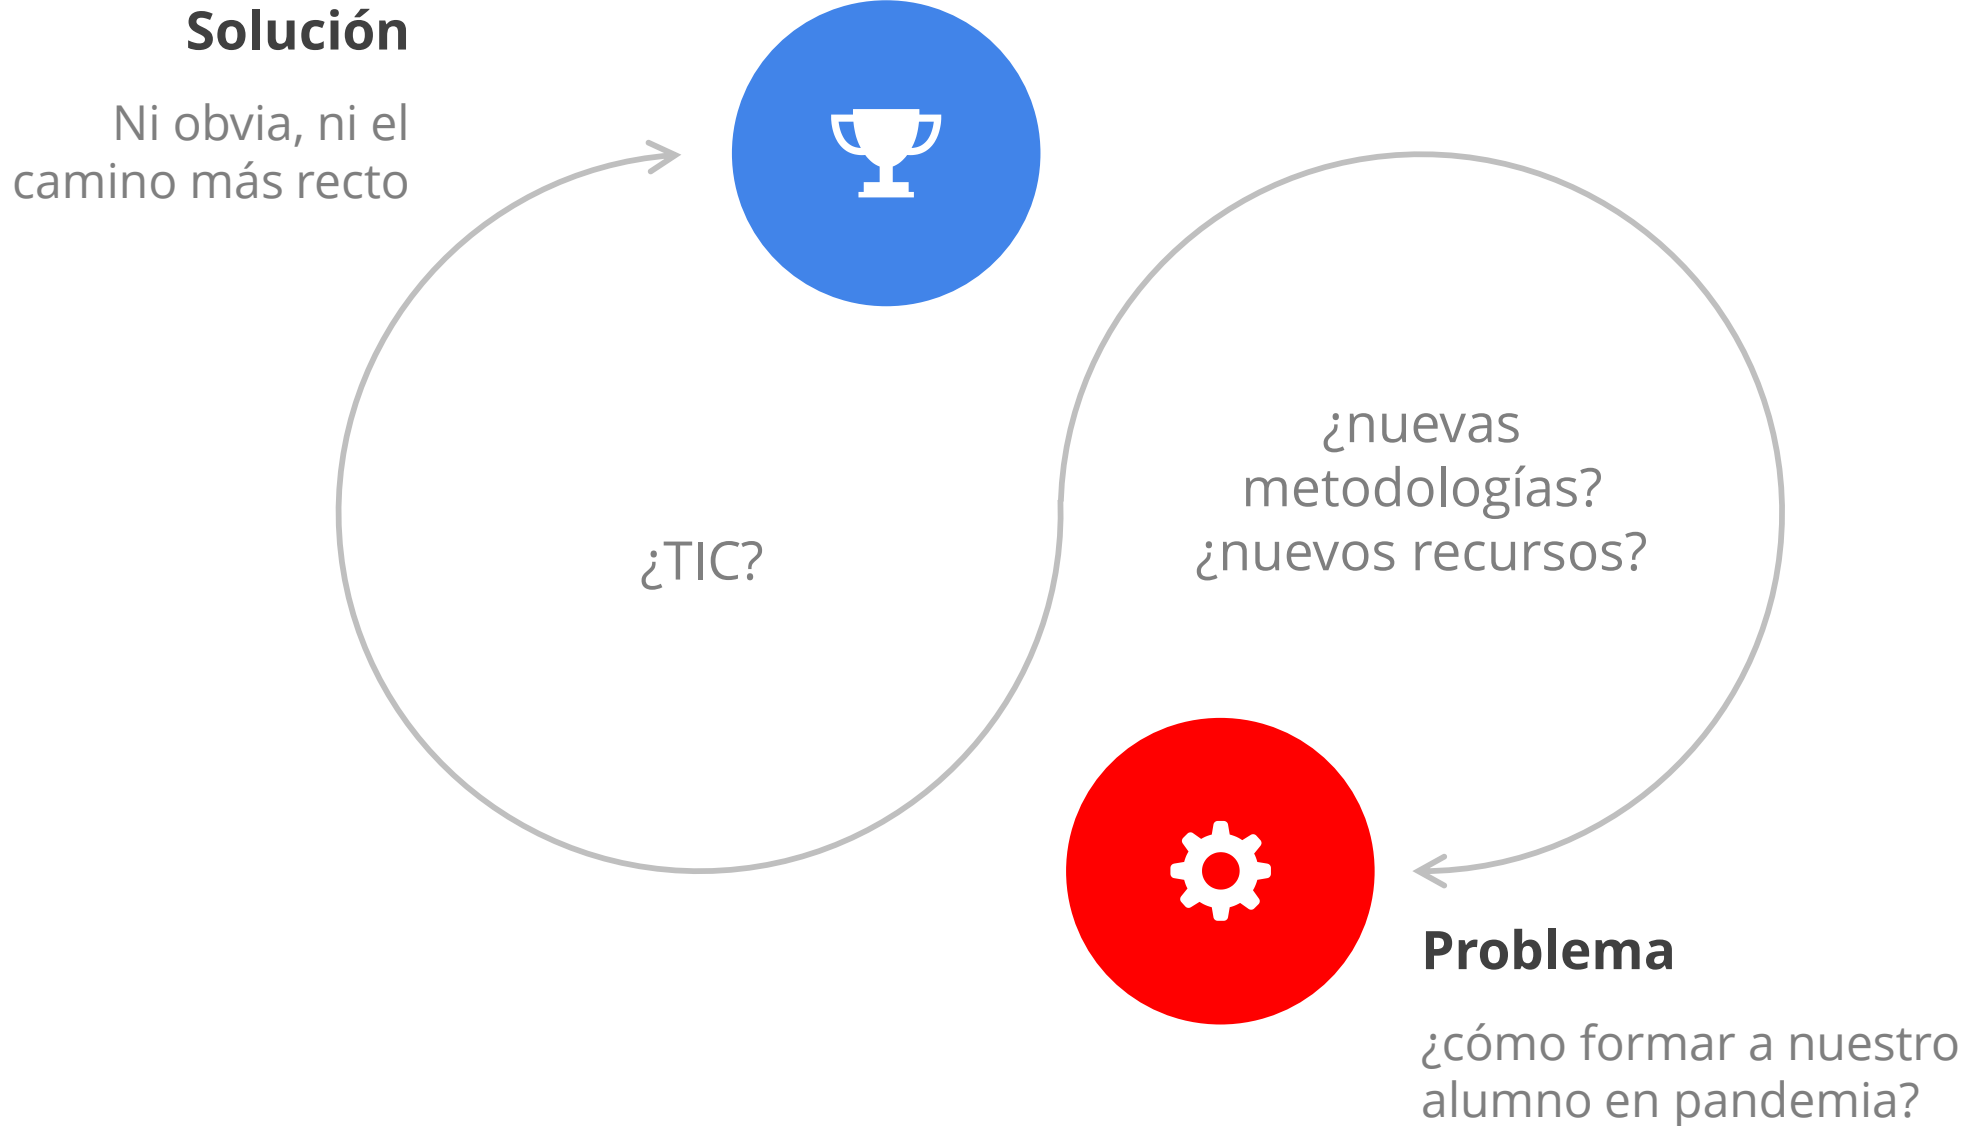 Solución
Ni obvia, ni el
camino más recto
¿TIC?
¿nuevas
metodologías?
¿nuevos recursos?
Problema
¿cómo formar a nuestro
alumno en pandemia?